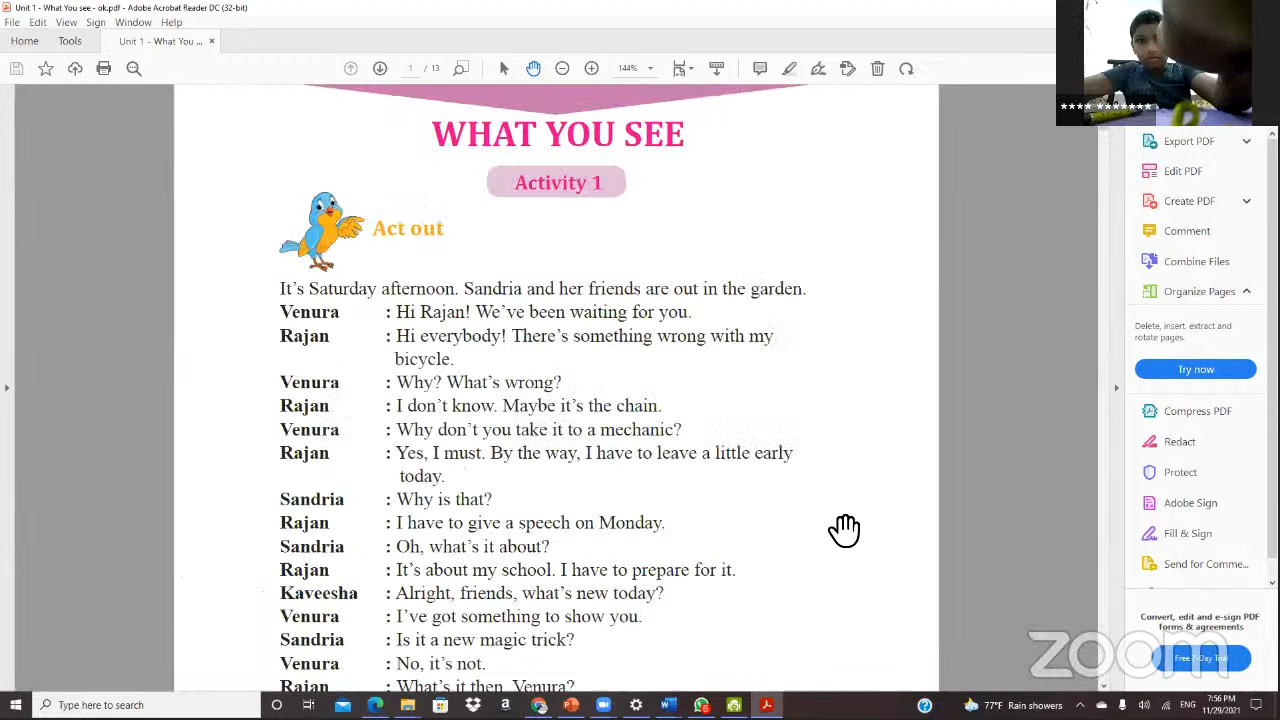 Unit 1 - What You see - ok.pdf - Adobe Acrobat Reader DC (32-bit)
File Edit View Sign Window Help
Home Tools Unit 1 - What You ... ×
1 / 13 144%
**** *******
WHAT YOU SEE
Activity 1
Act out
It's Saturday afternoon. Sandria and her friends are out in the garden.
Venura : Hi Rajan! We've been waiting for you.
Rajan : Hi everybody! There's something wrong with my
bicycle.
Venura : Why? What's wrong?
Rajan : I don't know. Maybe it's the chain.
Venura : Why don't you take it to a mechanic?
Rajan : Yes, I must. By the way, I have to leave a little early
today.
Sandria : Why is that?
Rajan : I have to give a speech on Monday.
Sandria : Oh, what's it about?
Rajan : It's about my school. I have to prepare for it.
Kaveesha : Alright, friends, what's new today?
Venura : I've got something to show you.
Sandria : Is it a new magic trick?
Venura : No, it's not.
Rajan : What's it then, Venura?
Export PDF
Edit PDF
Create PDF
Comment
Combine Files
Organize Pages
Delete, insert, extract and
rotate pages.
Try now
Compress PDF
Redact
Protect
Adobe Sign
Fill & Sign
Send for Comme...
Convert, edit and e-sign PDF
forms & agreements
Free 7-Day Trial
zoom
Type here to search
77°F Rain showers
7:56 PM
11/29/2021